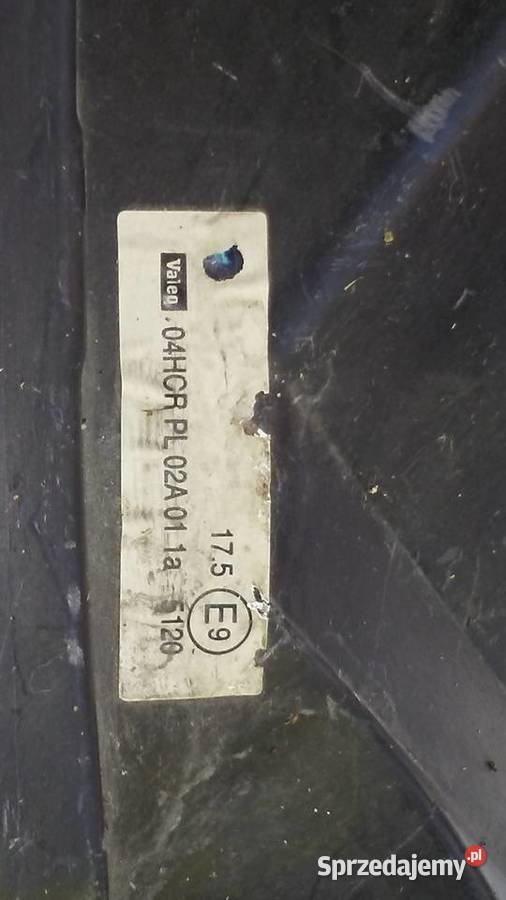 Valeo
17.5 E9
04HCR PL 02A 01 1a 5120
Sprzedajemy.pl